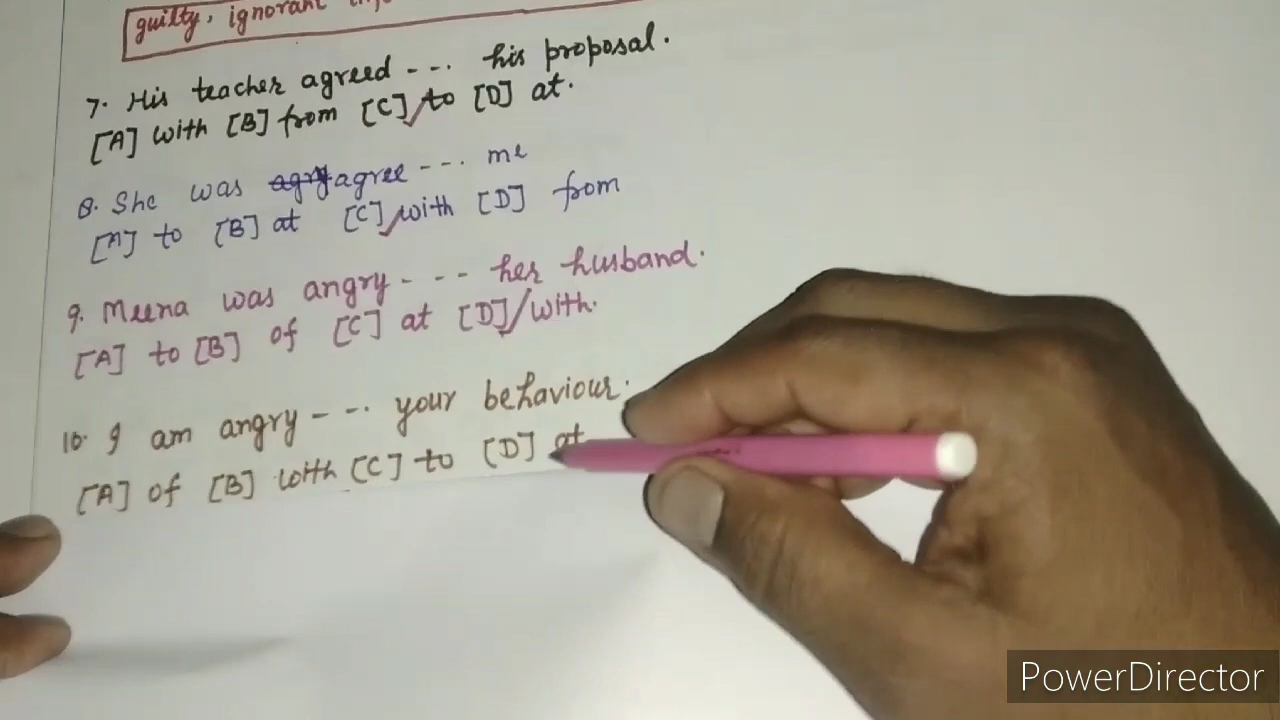 guilty, ignorant
7. His teacher agreed --- his proposal.
[A] with [B] from [C] to [D] at.
8. She was agree --- me
[A] to [B] at [C] with [D] from
9. Meena was angry --- her husband.
[A] to [B] of [C] at [D] with.
10. I am angry --- your behaviour.
[A] of [B] with [C] to [D] at
PowerDirector